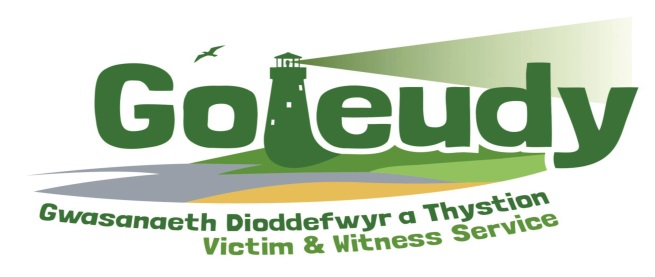 Goleudy
Gwasanaeth Dioddefwyr a Thystion
Victim & Witness Service